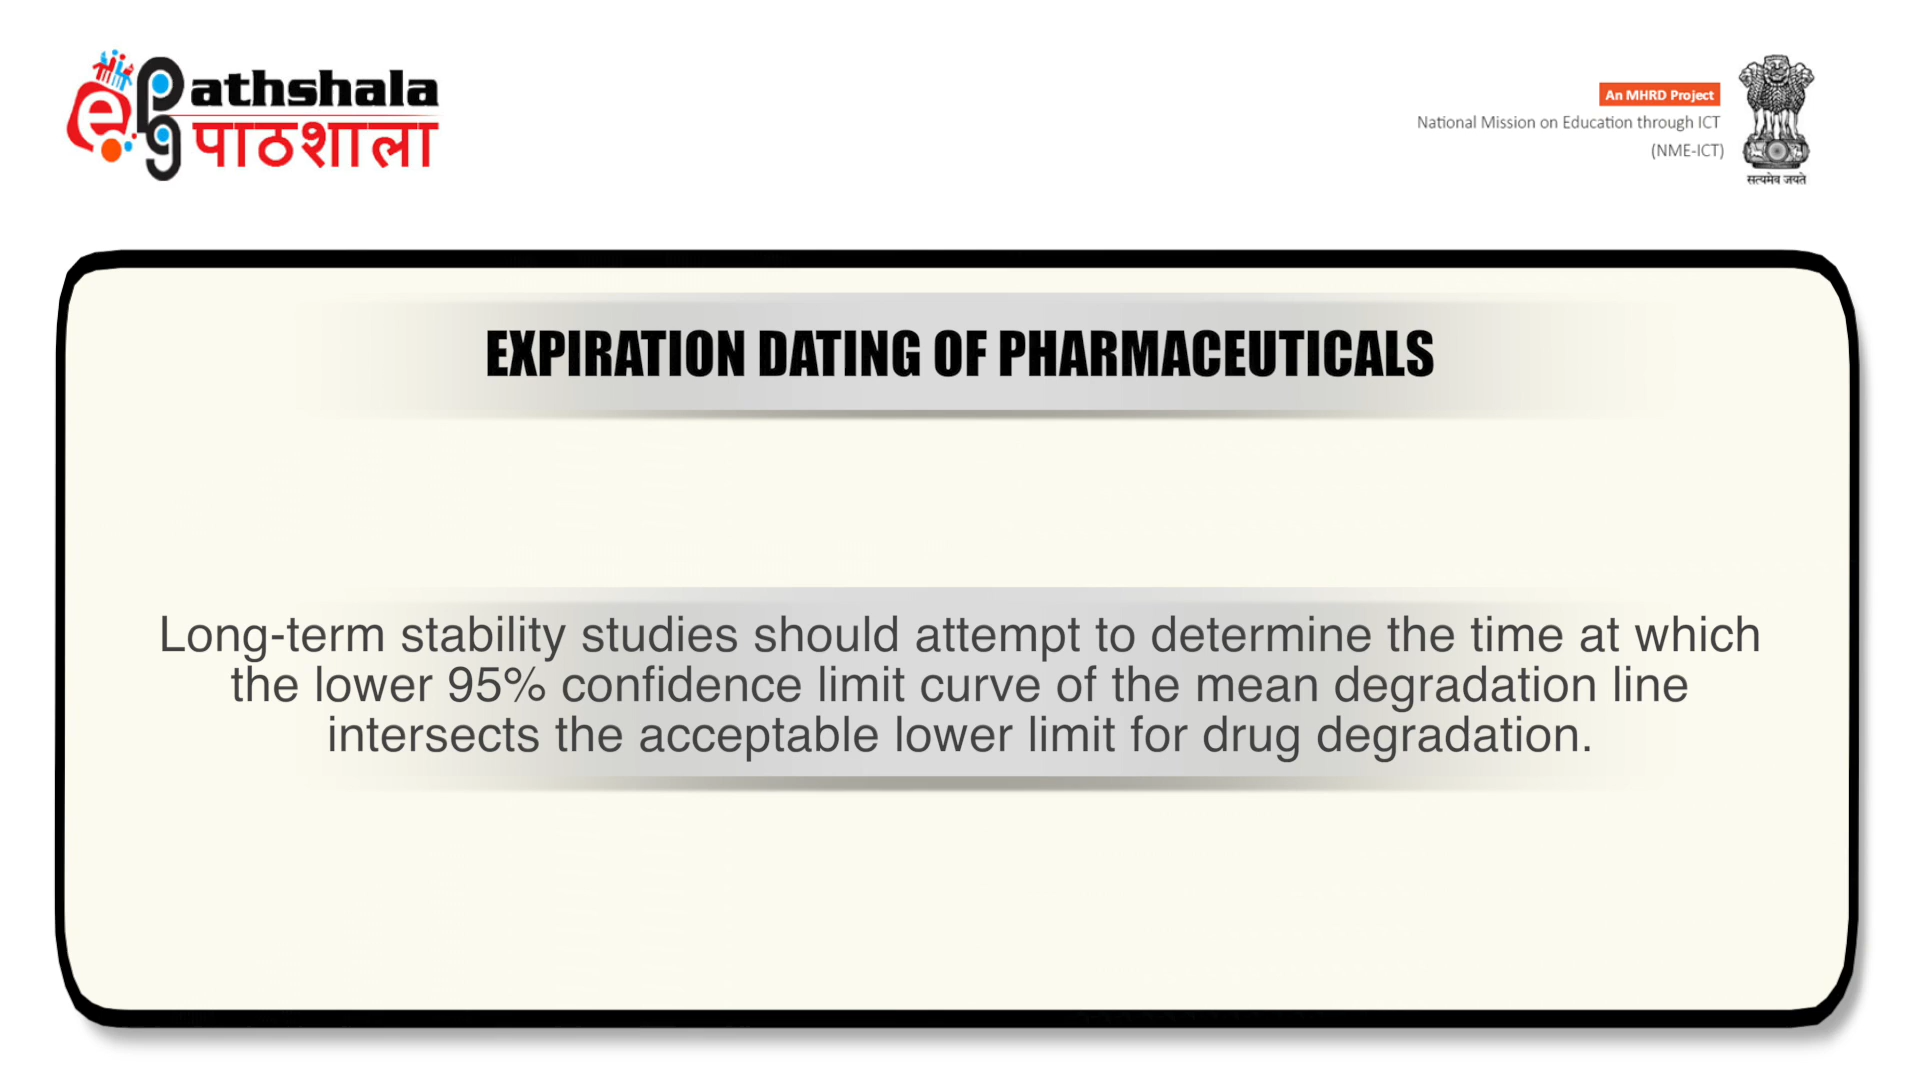 e Pg athshala
पाठशाला
An MHRD Project
National Mission on Education through ICT
(NME-ICT)
सत्यमेव जयते
EXPIRATION DATING OF PHARMACEUTICALS
Long-term stability studies should attempt to determine the time at which
the lower 95% confidence limit curve of the mean degradation line
intersects the acceptable lower limit for drug degradation.